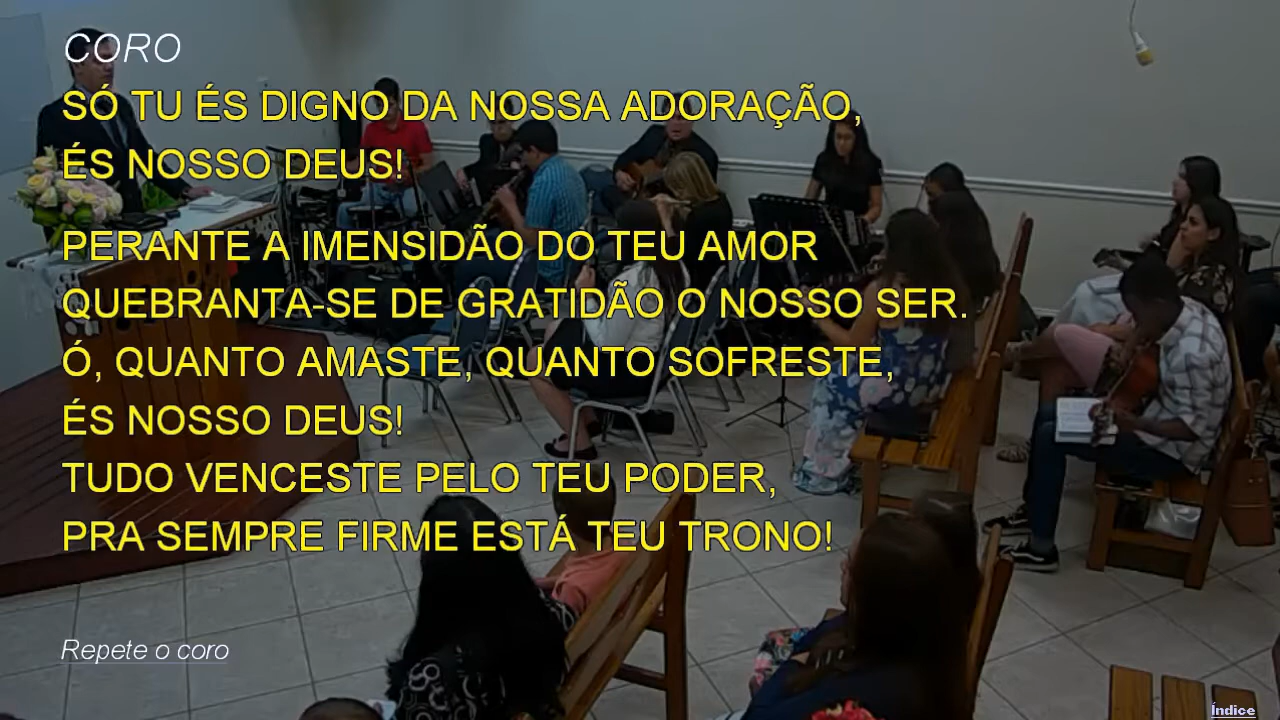 CORO
SÓ TU ÉS DIGNO DA NOSSA ADORAÇÃO,
ÉS NOSSO DEUS!
PERANTE A IMENSIDÃO DO TEU AMOR
QUEBRANTA-SE DE GRATIDÃO O NOSSO SER.
Ó, QUANTO AMASTE, QUANTO SOFRESTE,
ÉS NOSSO DEUS!
TUDO VENCESTE PELO TEU PODER,
PRA SEMPRE FIRME ESTÁ TEU TRONO!
Repete o coro
Índice